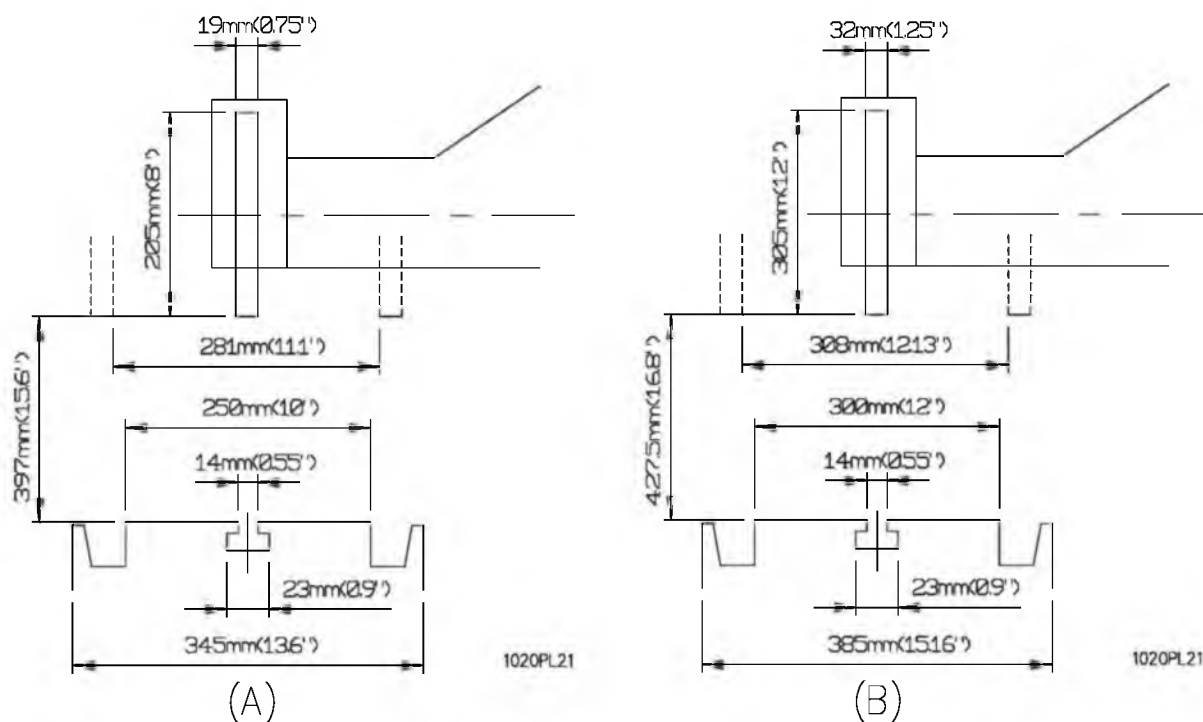 19mm(0.75")
205mm(8")
281mm(11.1")
397mm(15.6")
250mm(10")
14mm(0.55")
23mm(0.9")
345mm(13.6")
1020PL21
(A)
32mm(1.25")
305mm(12")
308mm(12.13")
427.5mm(16.8")
300mm(12")
14mm(0.55")
23mm(0.9")
385mm(15.16")
1020PL21
(B)